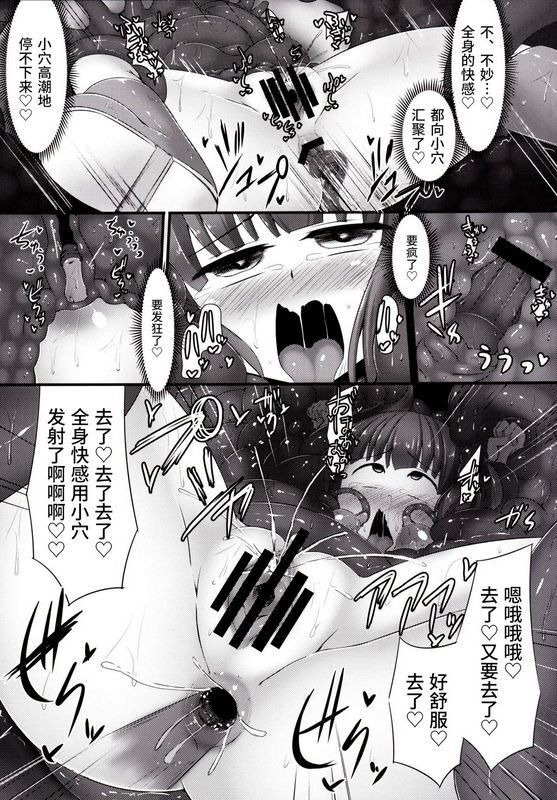 不、不妙…♡
全身的快感
都向小穴
汇聚了♡
小穴高潮地
停不下来♡♡
要疯了♡
要发狂了♡
嗯哦哦哦♡
去了♡又要去了♡
好舒服
去了♡
去了♡去了去了♡
全身快感用小穴
发射了啊啊啊♡